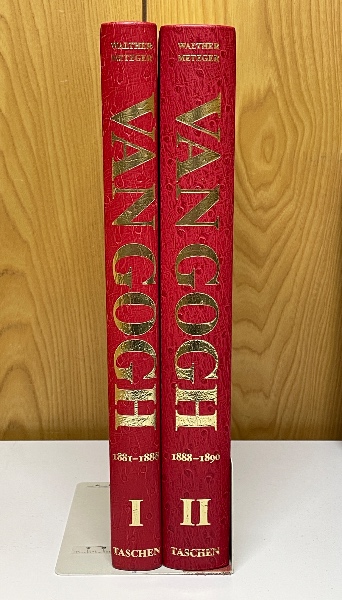 WALTHER
METZGER
VAN GOGH
1881–1888
I
TASCHEN
WALTHER
METZGER
VAN GOGH
1888–1890
II
TASCHEN